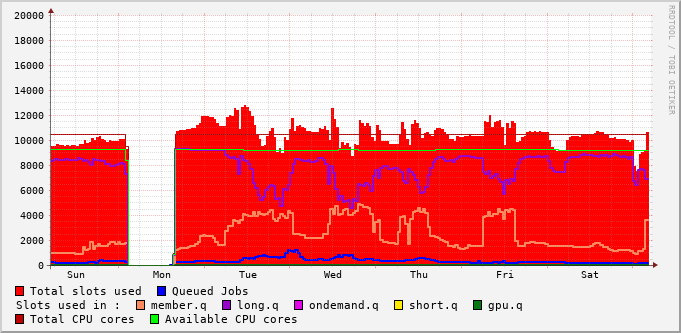 20000
18000
16000
14000
12000
10000
8000
6000
4000
2000
0
Sun Mon Tue Wed Thu Fri Sat
RRDTOOL / TOBI OETIKER
Total slots used Queued Jobs
Slots used in : member.q long.q ondemand.q short.q gpu.q
Total CPU cores Available CPU cores